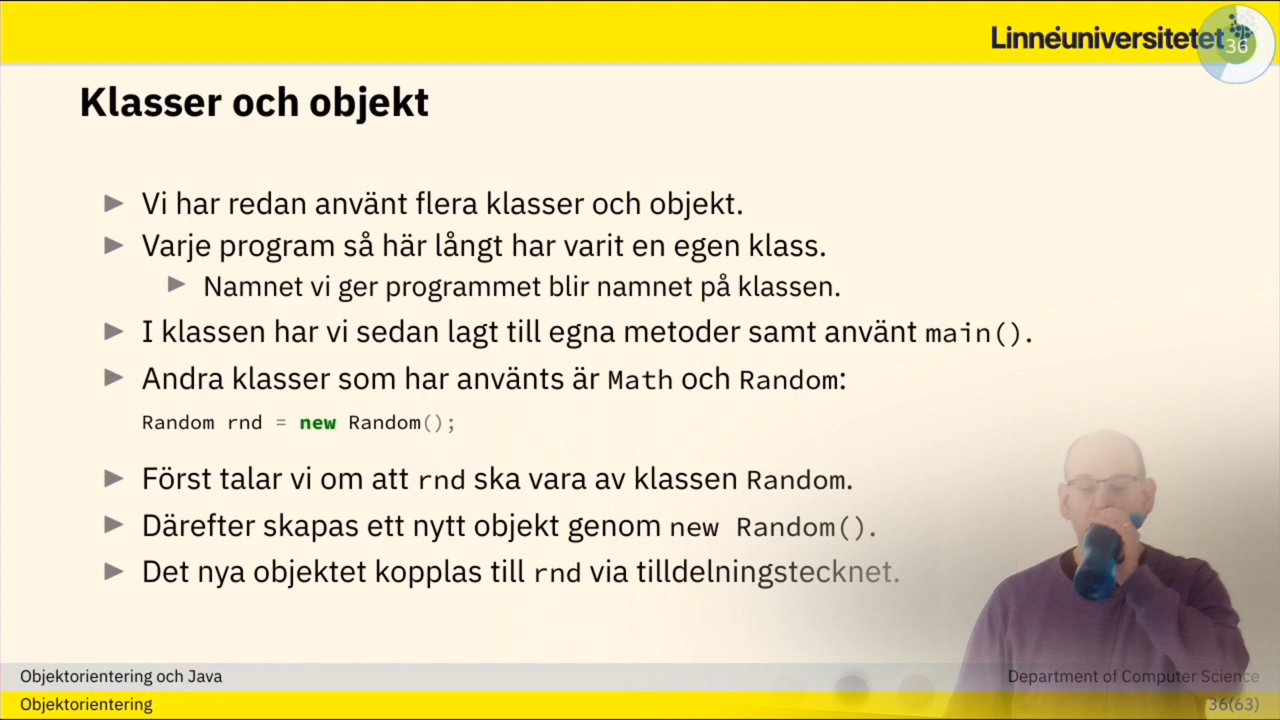 Linnéuniversitetet
36
Klasser och objekt
Vi har redan använt flera klasser och objekt.
Varje program så här långt har varit en egen klass.
Namnet vi ger programmet blir namnet på klassen.
I klassen har vi sedan lagt till egna metoder samt använt main().
Andra klasser som har använts är Math och Random:
Random rnd = new Random();
Först talar vi om att rnd ska vara av klassen Random.
Därefter skapas ett nytt objekt genom new Random().
Det nya objektet kopplas till rnd via tilldelningstecknet.
Objektorientering och Java
Department of Computer Science
Objektorientering
36(63)